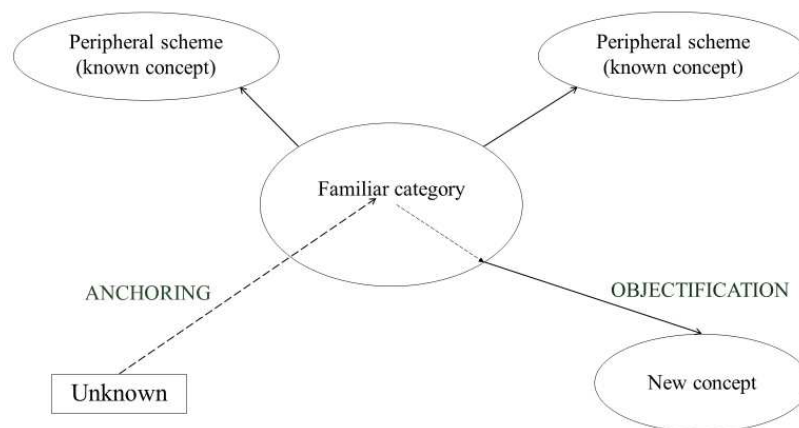 Peripheral scheme
(known concept)
Peripheral scheme
(known concept)
Familiar category
ANCHORING
OBJECTIFICATION
Unknown
New concept